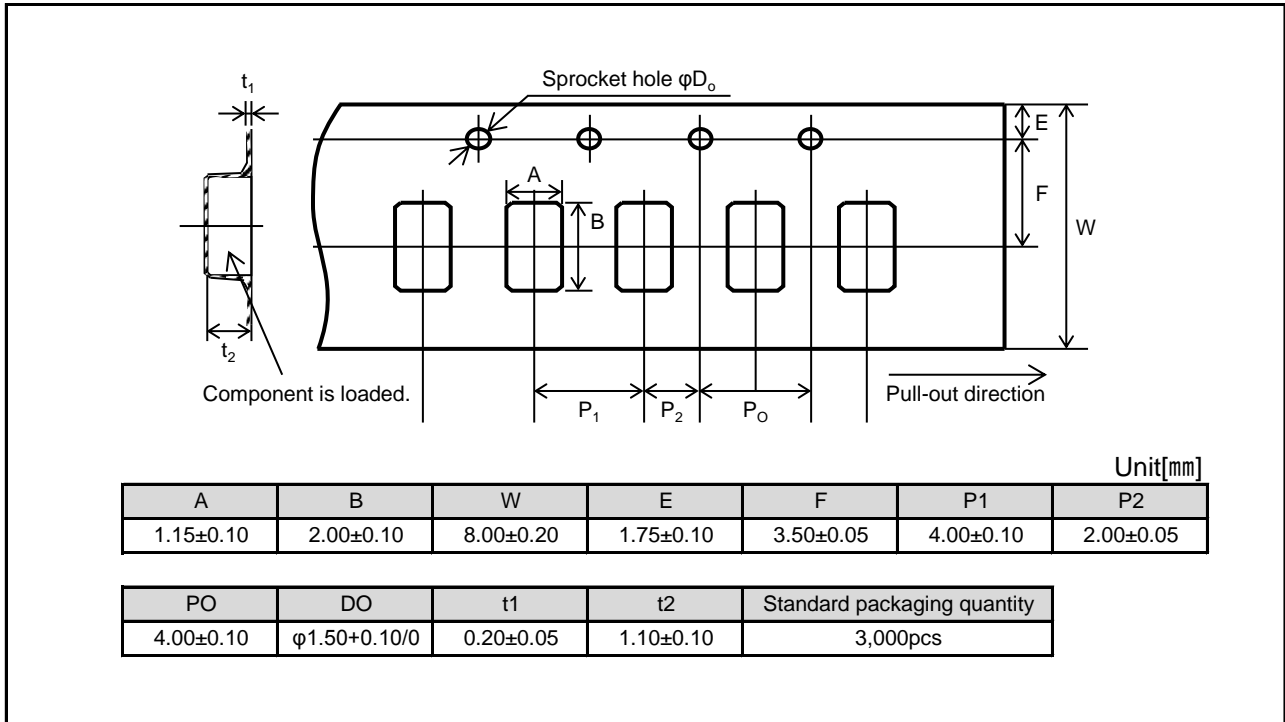 t1
Sprocket hole φDo
E
A
F
B
W
t2
Component is loaded.
P1 P2 PO
Pull-out direction
Unit[㎜]
A B W E F P1 P2
1.15±0.10 2.00±0.10 8.00±0.20 1.75±0.10 3.50±0.05 4.00±0.10 2.00±0.05
PO DO t1 t2 Standard packaging quantity
4.00±0.10 φ1.50+0.10/0 0.20±0.05 1.10±0.10 3,000pcs